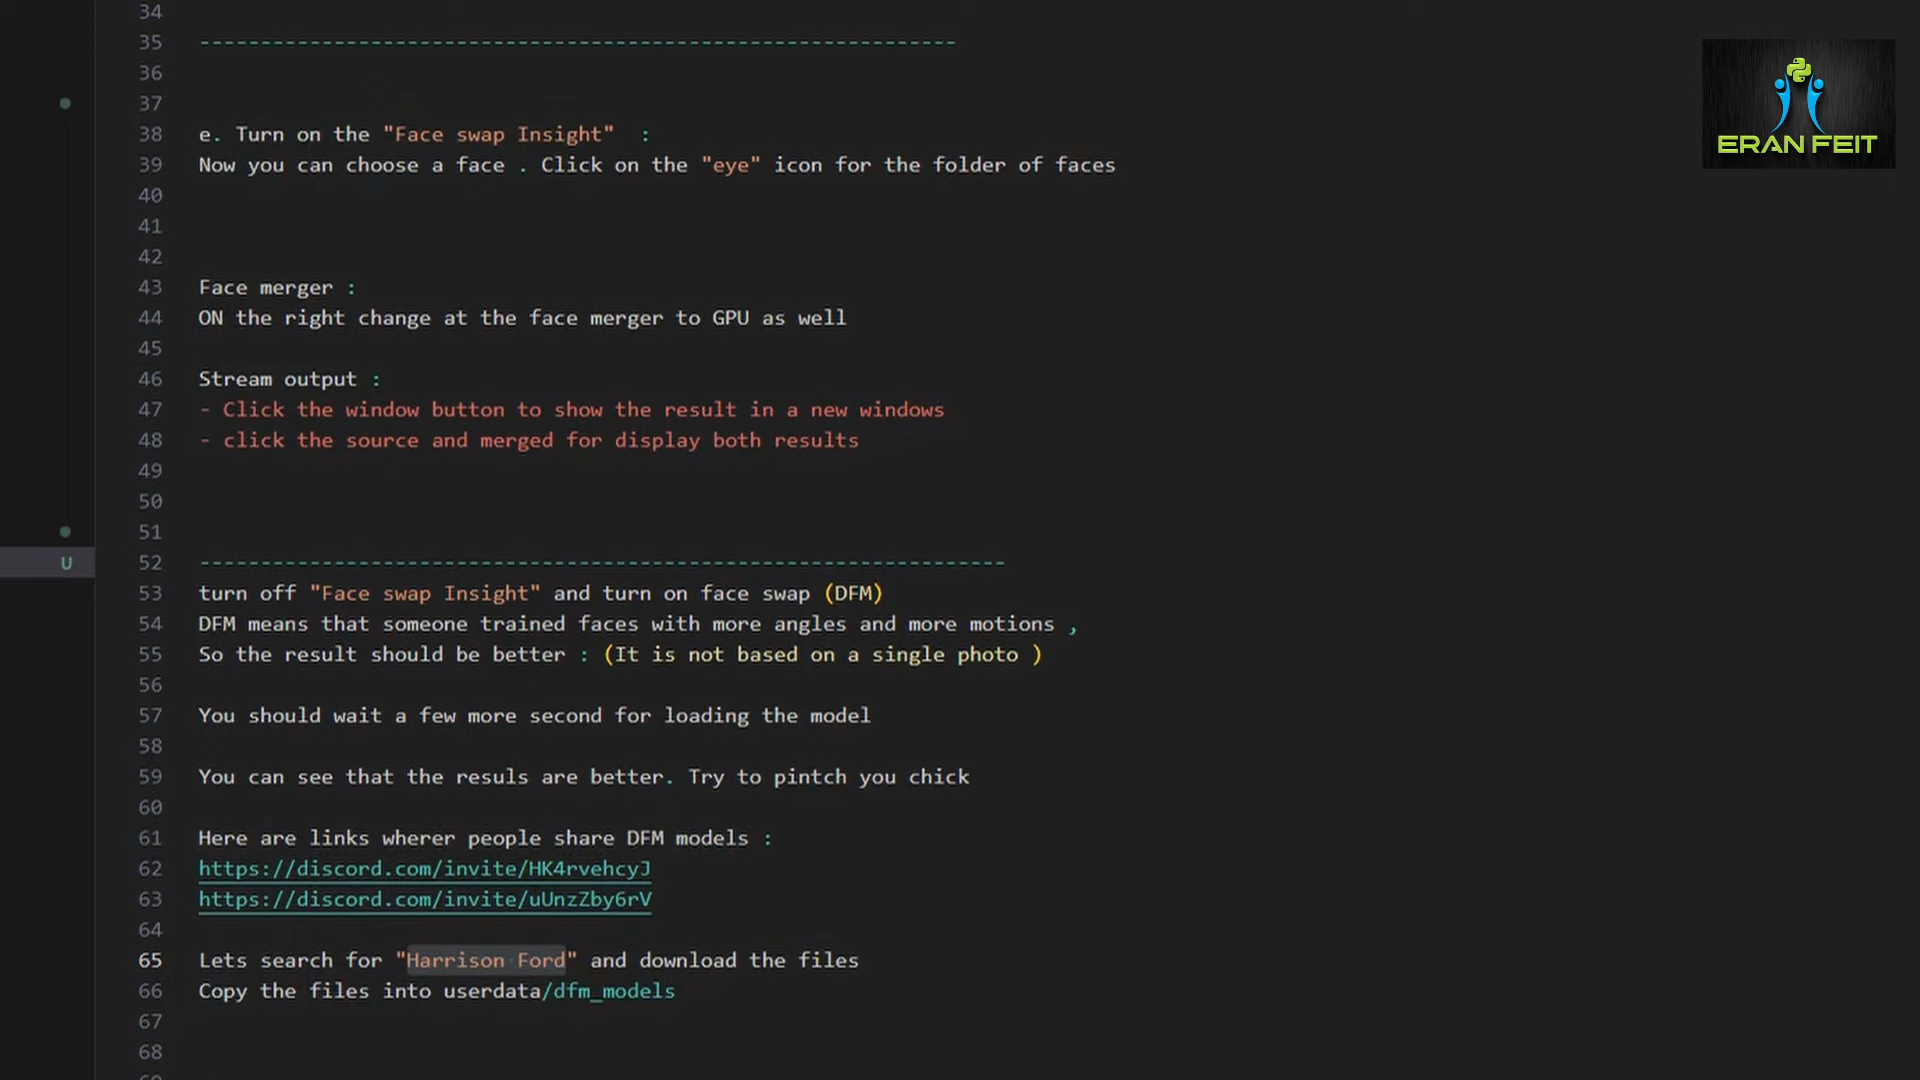 34
35 --------------------------------------------------------------
36
37
38 e. Turn on the "Face swap Insight"  :
39 Now you can choose a face . Click on the "eye" icon for the folder of faces
40
41
42
43 Face merger :
44 ON the right change at the face merger to GPU as well
45
46 Stream output :
47 - Click the window button to show the result in a new windows
48 - click the source and merged for display both results
49
50
51
U
52 ------------------------------------------------------------------
53 turn off "Face swap Insight" and turn on face swap (DFM)
54 DFM means that someone trained faces with more angles and more motions ,
55 So the result should be better : (It is not based on a single photo )
56
57 You should wait a few more second for loading the model
58
59 You can see that the resuls are better. Try to pintch you chick
60
61 Here are links wherer people share DFM models :
62 https://discord.com/invite/HK4rvehcyJ
63 https://discord.com/invite/uUnzZby6rV
64
65 Lets search for "Harrison Ford" and download the files
66 Copy the files into userdata/dfm_models
67
68
ERAN FEIT